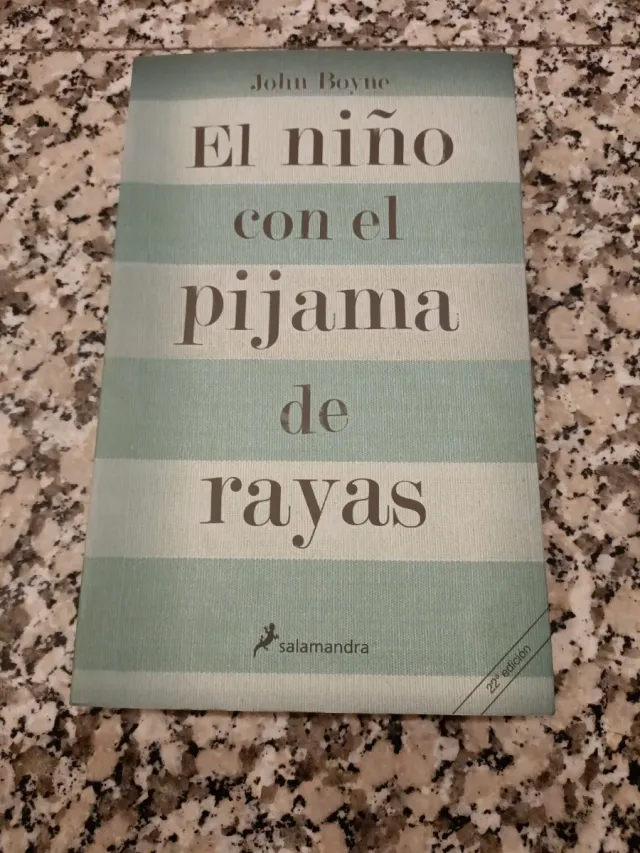 John Boyne
El niño
con el
pijama
de
rayas
salamandra
22ª edición